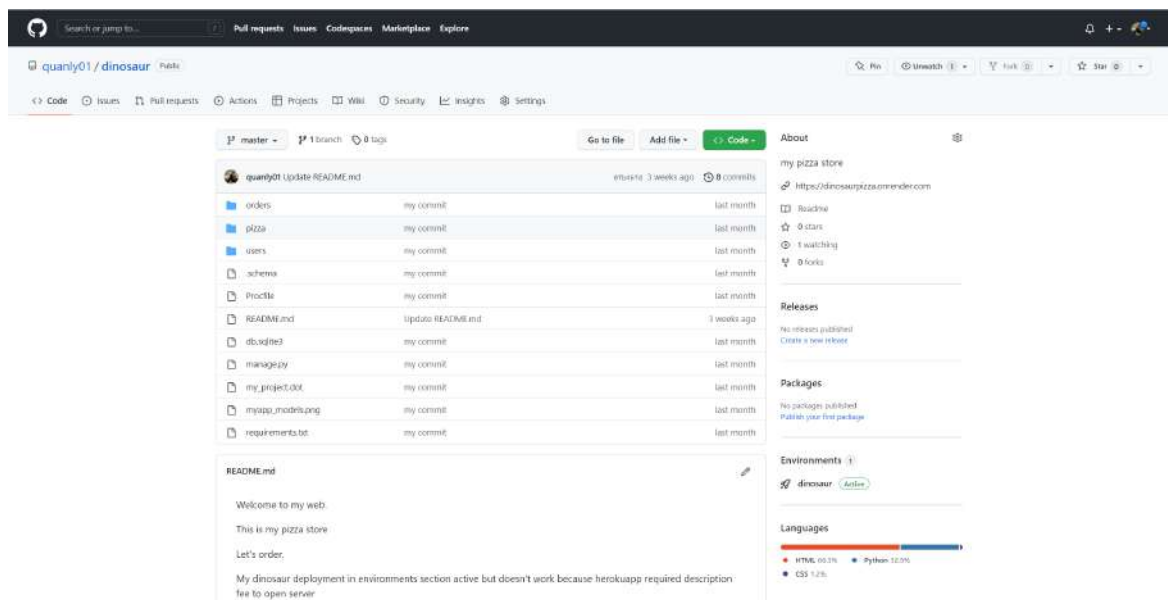 Search or jump to...
/
Pull requests Issues Codespaces Marketplace Explore
quanly01 / dinosaur Public
Pin Unwatch 1 Fork 0 Star 0
<> Code Issues Pull requests Actions Projects Wiki Security Insights Settings
master 1 branch 0 tags Go to file Add file <> Code
quanly01 Update README.md 3 weeks ago 8 commits
orders my commit last month
pizza my commit last month
users my commit last month
.schema my commit last month
Procfile my commit last month
README.md Update README.md 3 weeks ago
db.sqlite3 my commit last month
manage.py my commit last month
my_project.dot my commit last month
myapp_models.png my commit last month
requirements.txt my commit last month
README.md
Welcome to my web
This is my pizza store
Let's order.
My dinosaur deployment in environments section active but doesn't work because herokuapp required description
fee to open server
About
my pizza store
https://dinosaurpizza.onrender.com
Readme
0 stars
1 watching
0 forks
Releases
No releases published
Create a new release
Packages
No packages published
Publish your first package
Environments 1
dinosaur Active
Languages
HTML Python
CSS